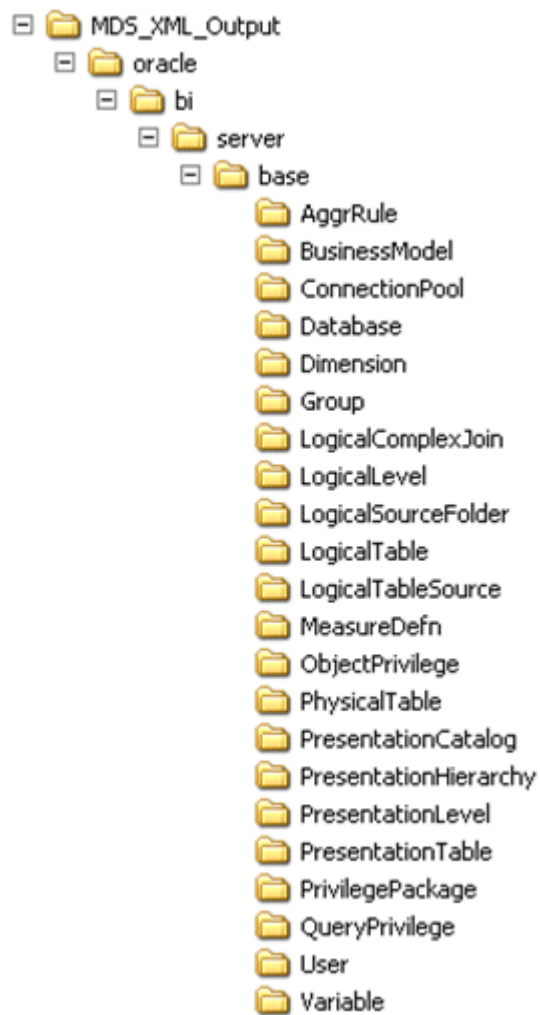 MDS_XML_Output
oracle
bi
server
base
AggrRule
BusinessModel
ConnectionPool
Database
Dimension
Group
LogicalComplexJoin
LogicalLevel
LogicalSourceFolder
LogicalTable
LogicalTableSource
MeasureDefn
ObjectPrivilege
PhysicalTable
PresentationCatalog
PresentationHierarchy
PresentationLevel
PresentationTable
PrivilegePackage
QueryPrivilege
User
Variable